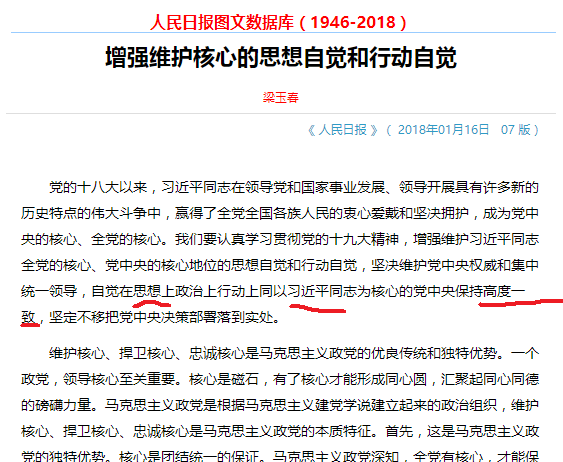 人民日报图文数据库（1946-2018）
增强维护核心的思想自觉和行动自觉
梁玉春
《 人民日报 》（ 2018年01月16日　07 版）
党的十八大以来，习近平同志在领导党和国家事业发展、领导开展具有许多新的
历史特点的伟大斗争中，赢得了全党全国各族人民的衷心爱戴和坚决拥护，成为党中
央的核心、全党的核心。我们要认真学习贯彻党的十九大精神，增强维护习近平同志
全党的核心、党中央的核心地位的思想自觉和行动自觉，坚决维护党中央权威和集中
统一领导，自觉在思想上政治上行动上同以习近平同志为核心的党中央保持高度一
致，坚定不移把党中央决策部署落到实处。
维护核心、捍卫核心、忠诚核心是马克思主义政党的优良传统和独特优势。一个
政党，领导核心至关重要。核心是磁石，有了核心才能形成同心圆，汇聚起同心同德
的磅礴力量。马克思主义政党是根据马克思主义建党学说建立起来的政治组织，维护
核心、捍卫核心、忠诚核心是马克思主义政党的本质特征。首先，这是马克思主义政
党的独特优势。核心是团结统一的保证。马克思主义政党深知，全党有核心，才能保